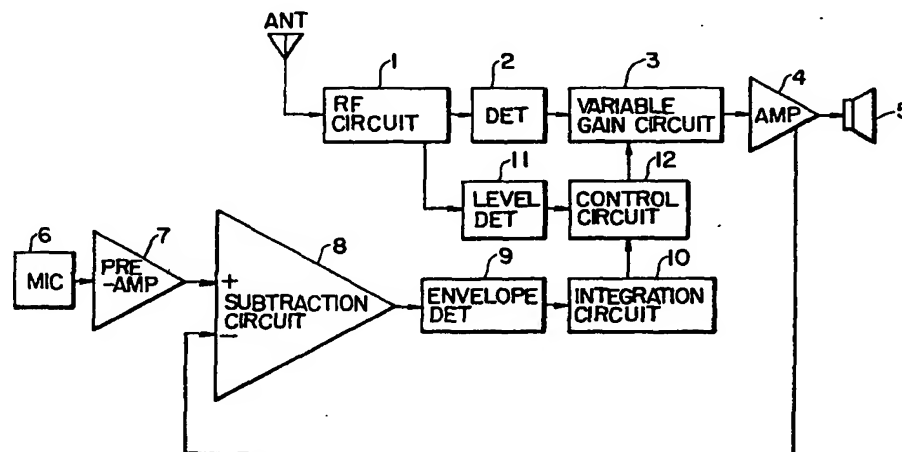 ANT
1
RF
CIRCUIT
2
DET
3
VARIABLE
GAIN CIRCUIT
4
AMP
5
11
LEVEL
DET
12
CONTROL
CIRCUIT
6
MIC
7
PRE
-AMP
8
+
SUBTRACTION
CIRCUIT
−
9
ENVELOPE
DET
10
INTEGRATION
CIRCUIT